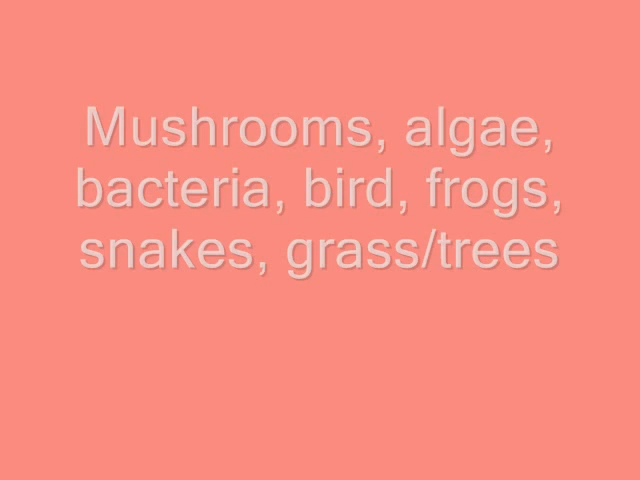 Mushrooms, algae,
bacteria, bird, frogs,
snakes, grass/trees